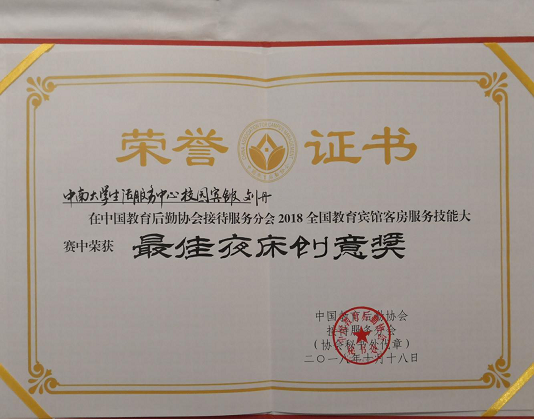 荣誉证书
中南大学生活服务中心校园宾馆 刘丹
在中国教育后勤协会接待服务分会2018全国教育宾馆客房服务技能大
赛中荣获 最佳夜床创意奖
中国教育后勤协会
接待服务分会
(协会秘书处代章)
二〇一八年十月十八日